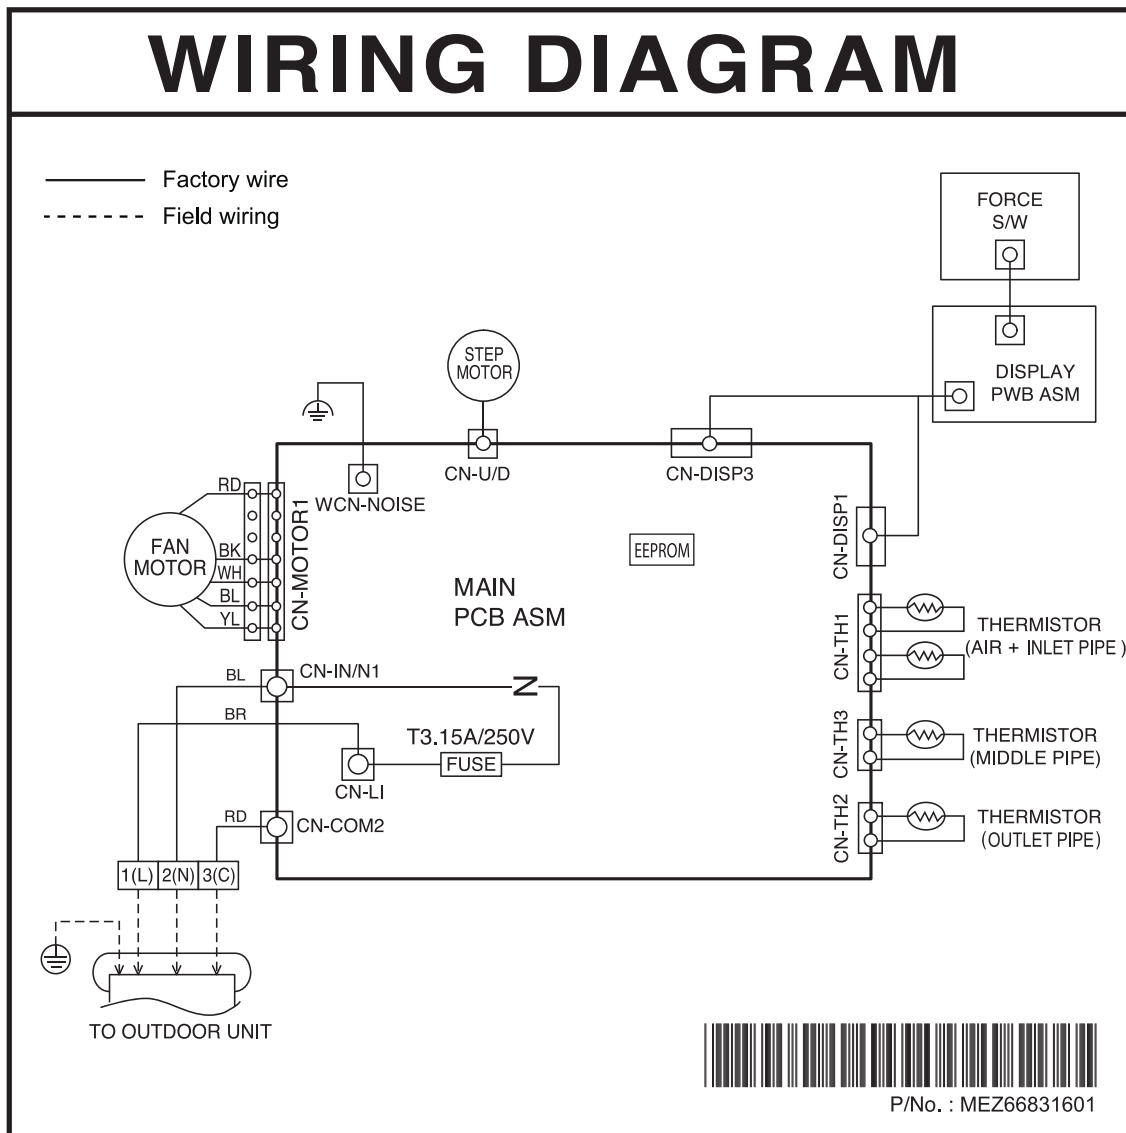 WIRING DIAGRAM
Factory wire
Field wiring
FORCE
S/W
DISPLAY
PWB ASM
STEP
MOTOR
CN-U/D
CN-DISP3
WCN-NOISE
RD
BK
WH
BL
YL
FAN
MOTOR
CN-MOTOR1
EEPROM
CN-DISP1
MAIN
PCB ASM
CN-TH1
THERMISTOR
(AIR + INLET PIPE )
CN-IN/N1
BL
N
BR
T3.15A/250V
FUSE
CN-LI
CN-TH3
THERMISTOR
(MIDDLE PIPE)
RD
CN-COM2
CN-TH2
THERMISTOR
(OUTLET PIPE)
1(L) 2(N) 3(C)
TO OUTDOOR UNIT
P/No. : MEZ66831601